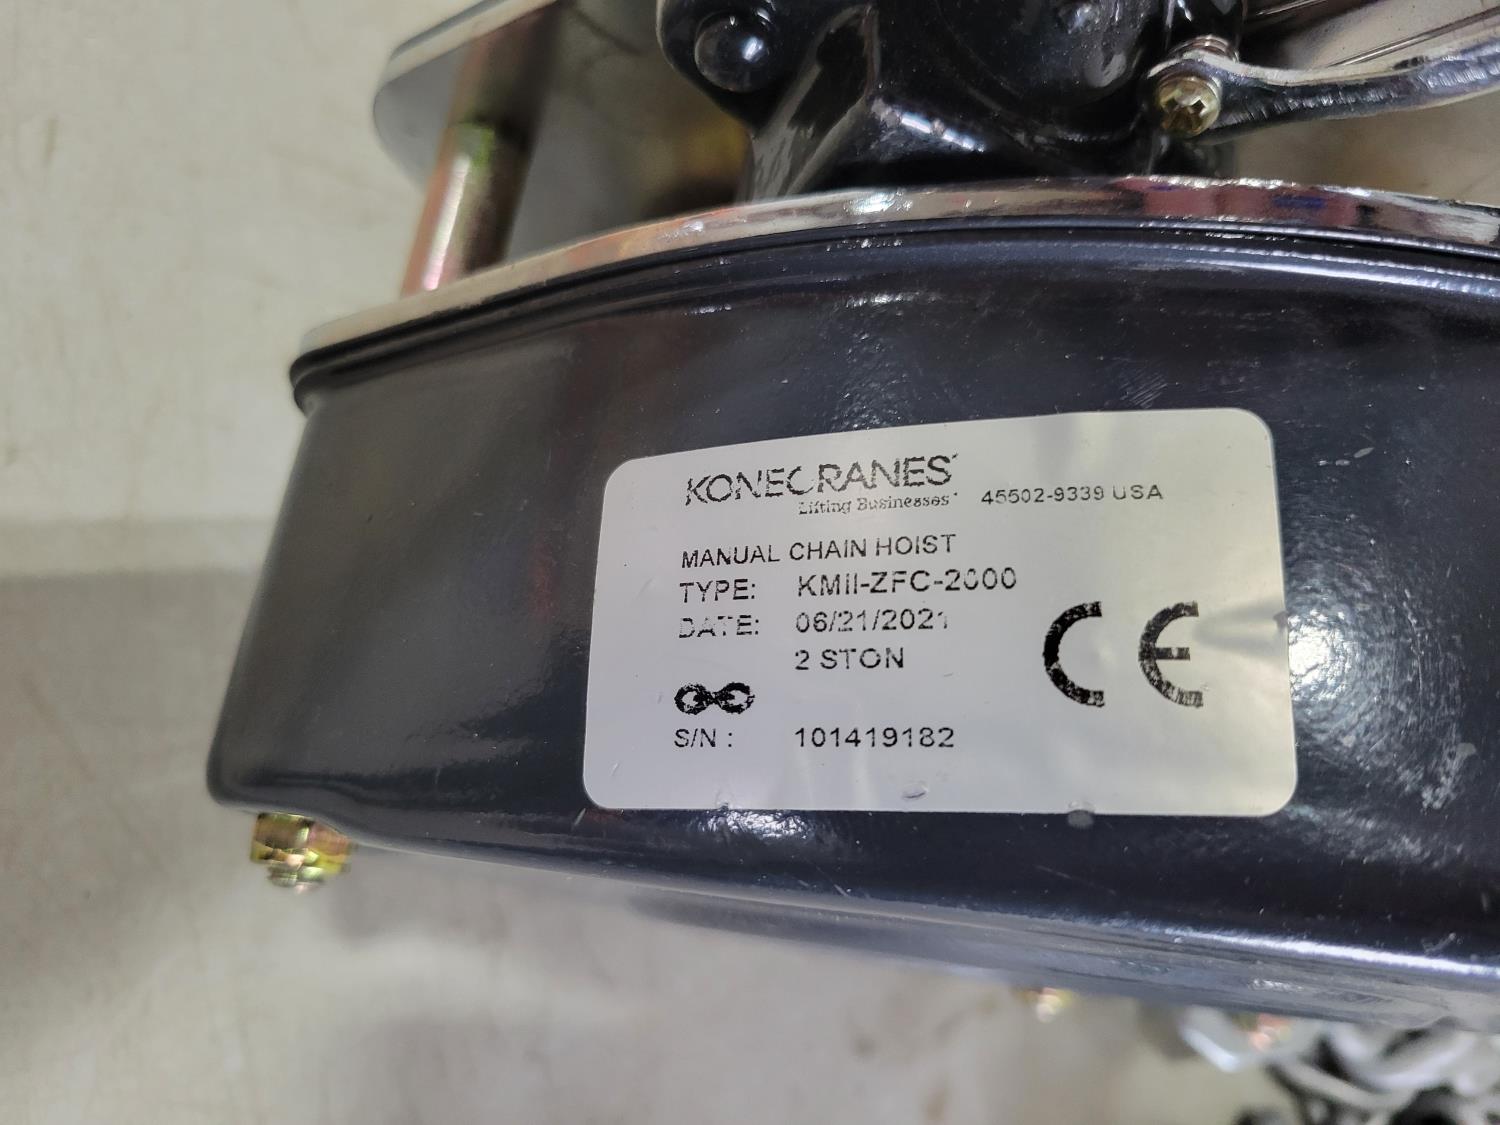 KONECRANES
Lifting Businesses 45502-9339 USA
MANUAL CHAIN HOIST
TYPE: KMII-ZFC-2000
DATE: 06/21/2021
2 STON
CE
S/N : 101419182